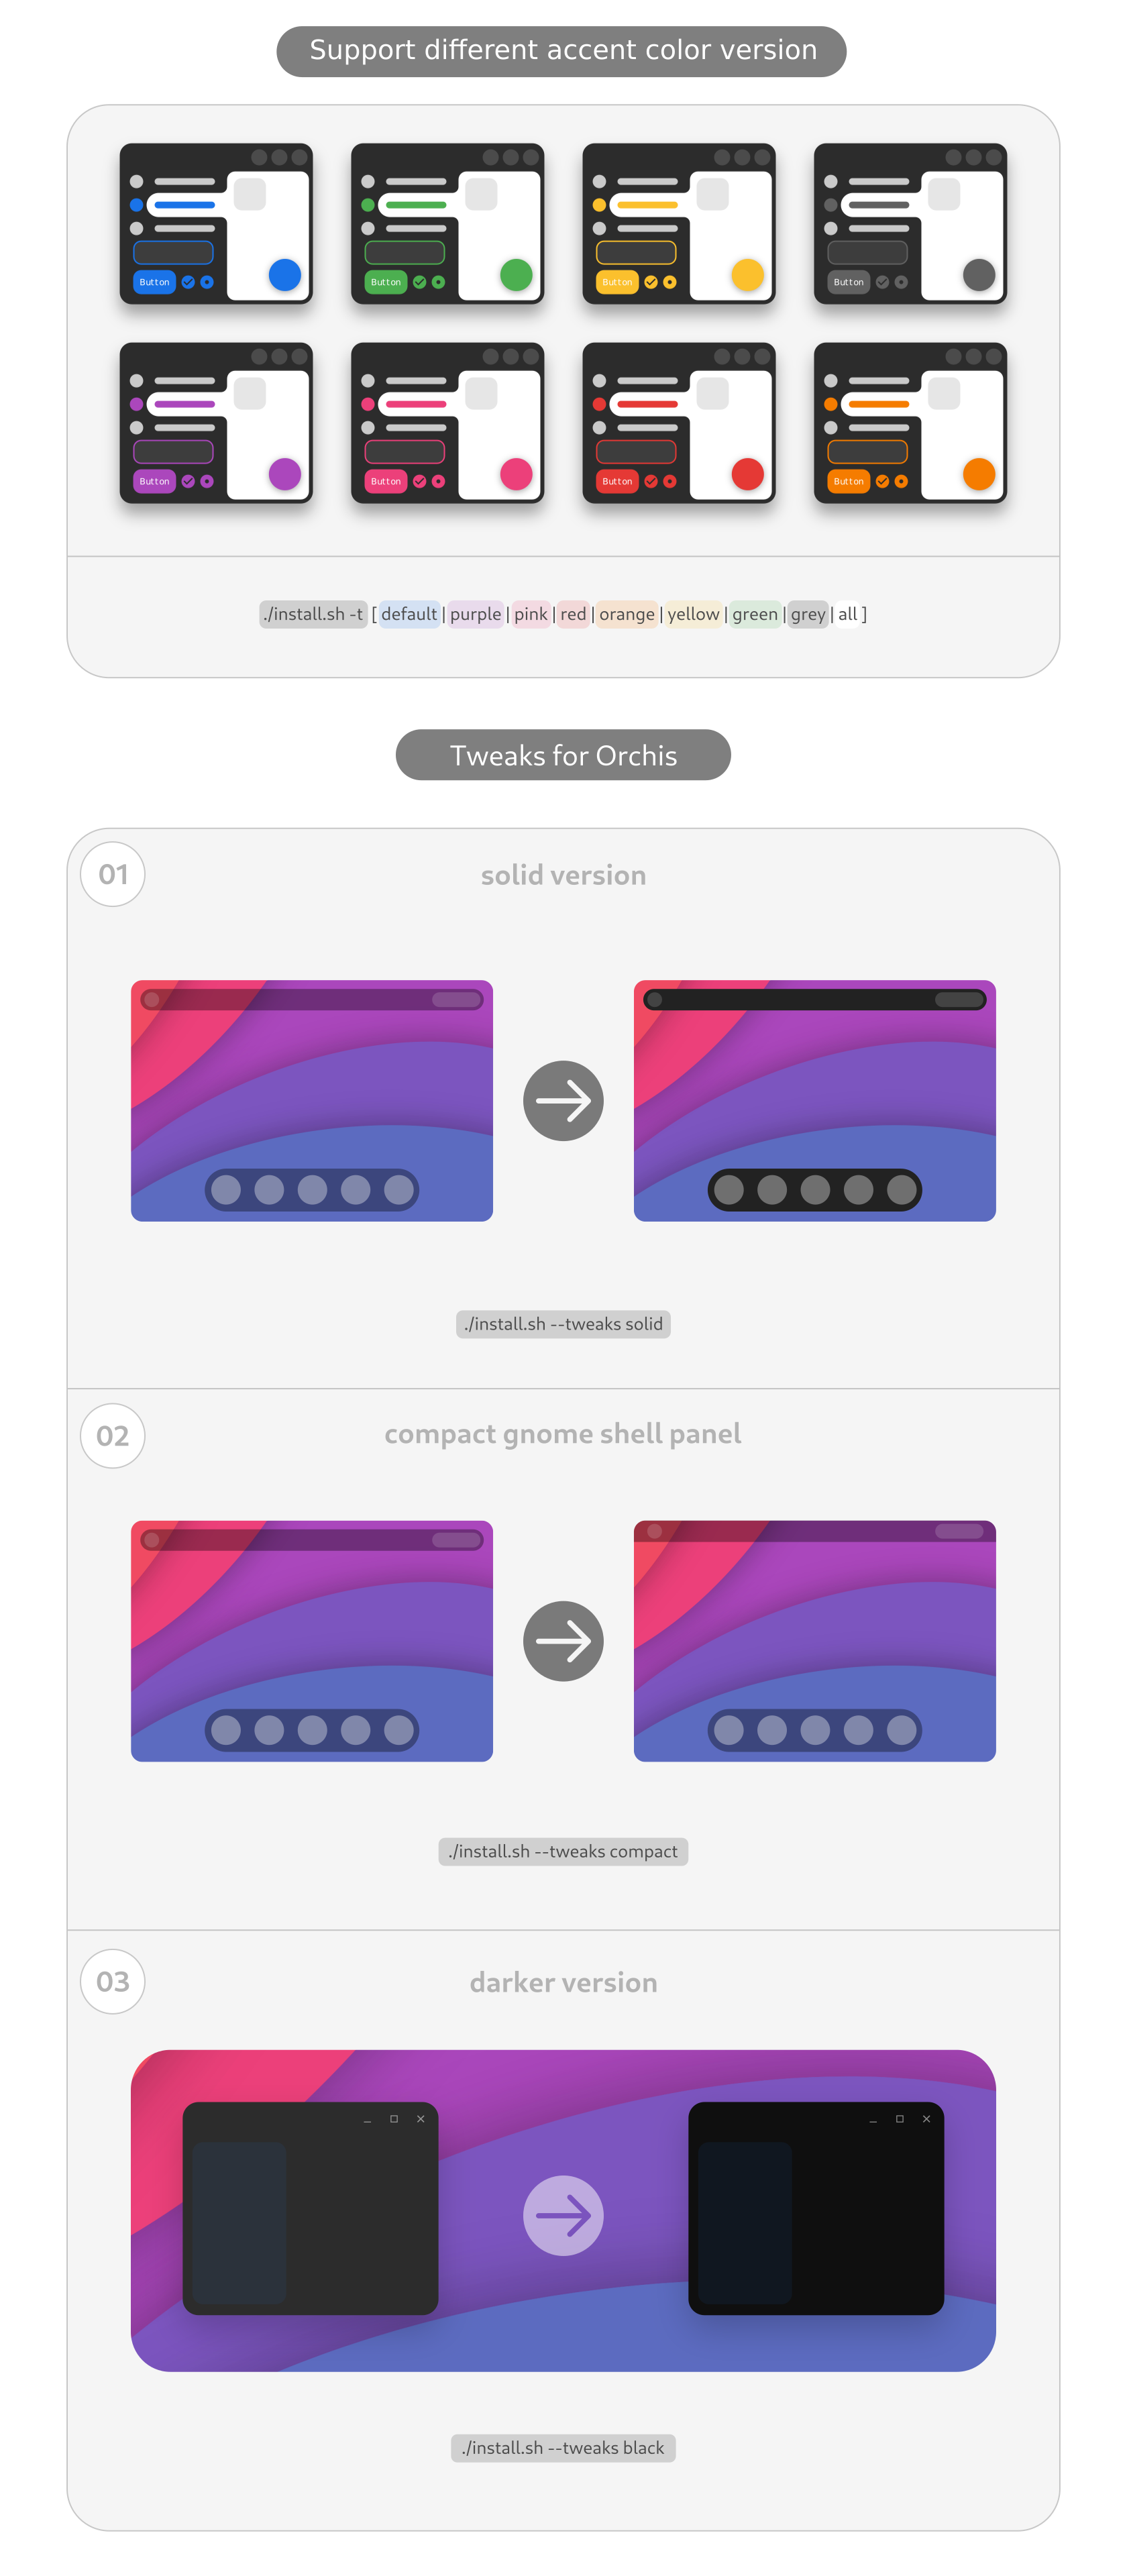 Support different accent color version
Button Button Button Button
Button Button Button Button
./install.sh -t [ default | purple | pink | red | orange | yellow | green | grey | all ]
Tweaks for Orchis
01
solid version
./install.sh --tweaks solid
02
compact gnome shell panel
./install.sh --tweaks compact
03
darker version
./install.sh --tweaks black